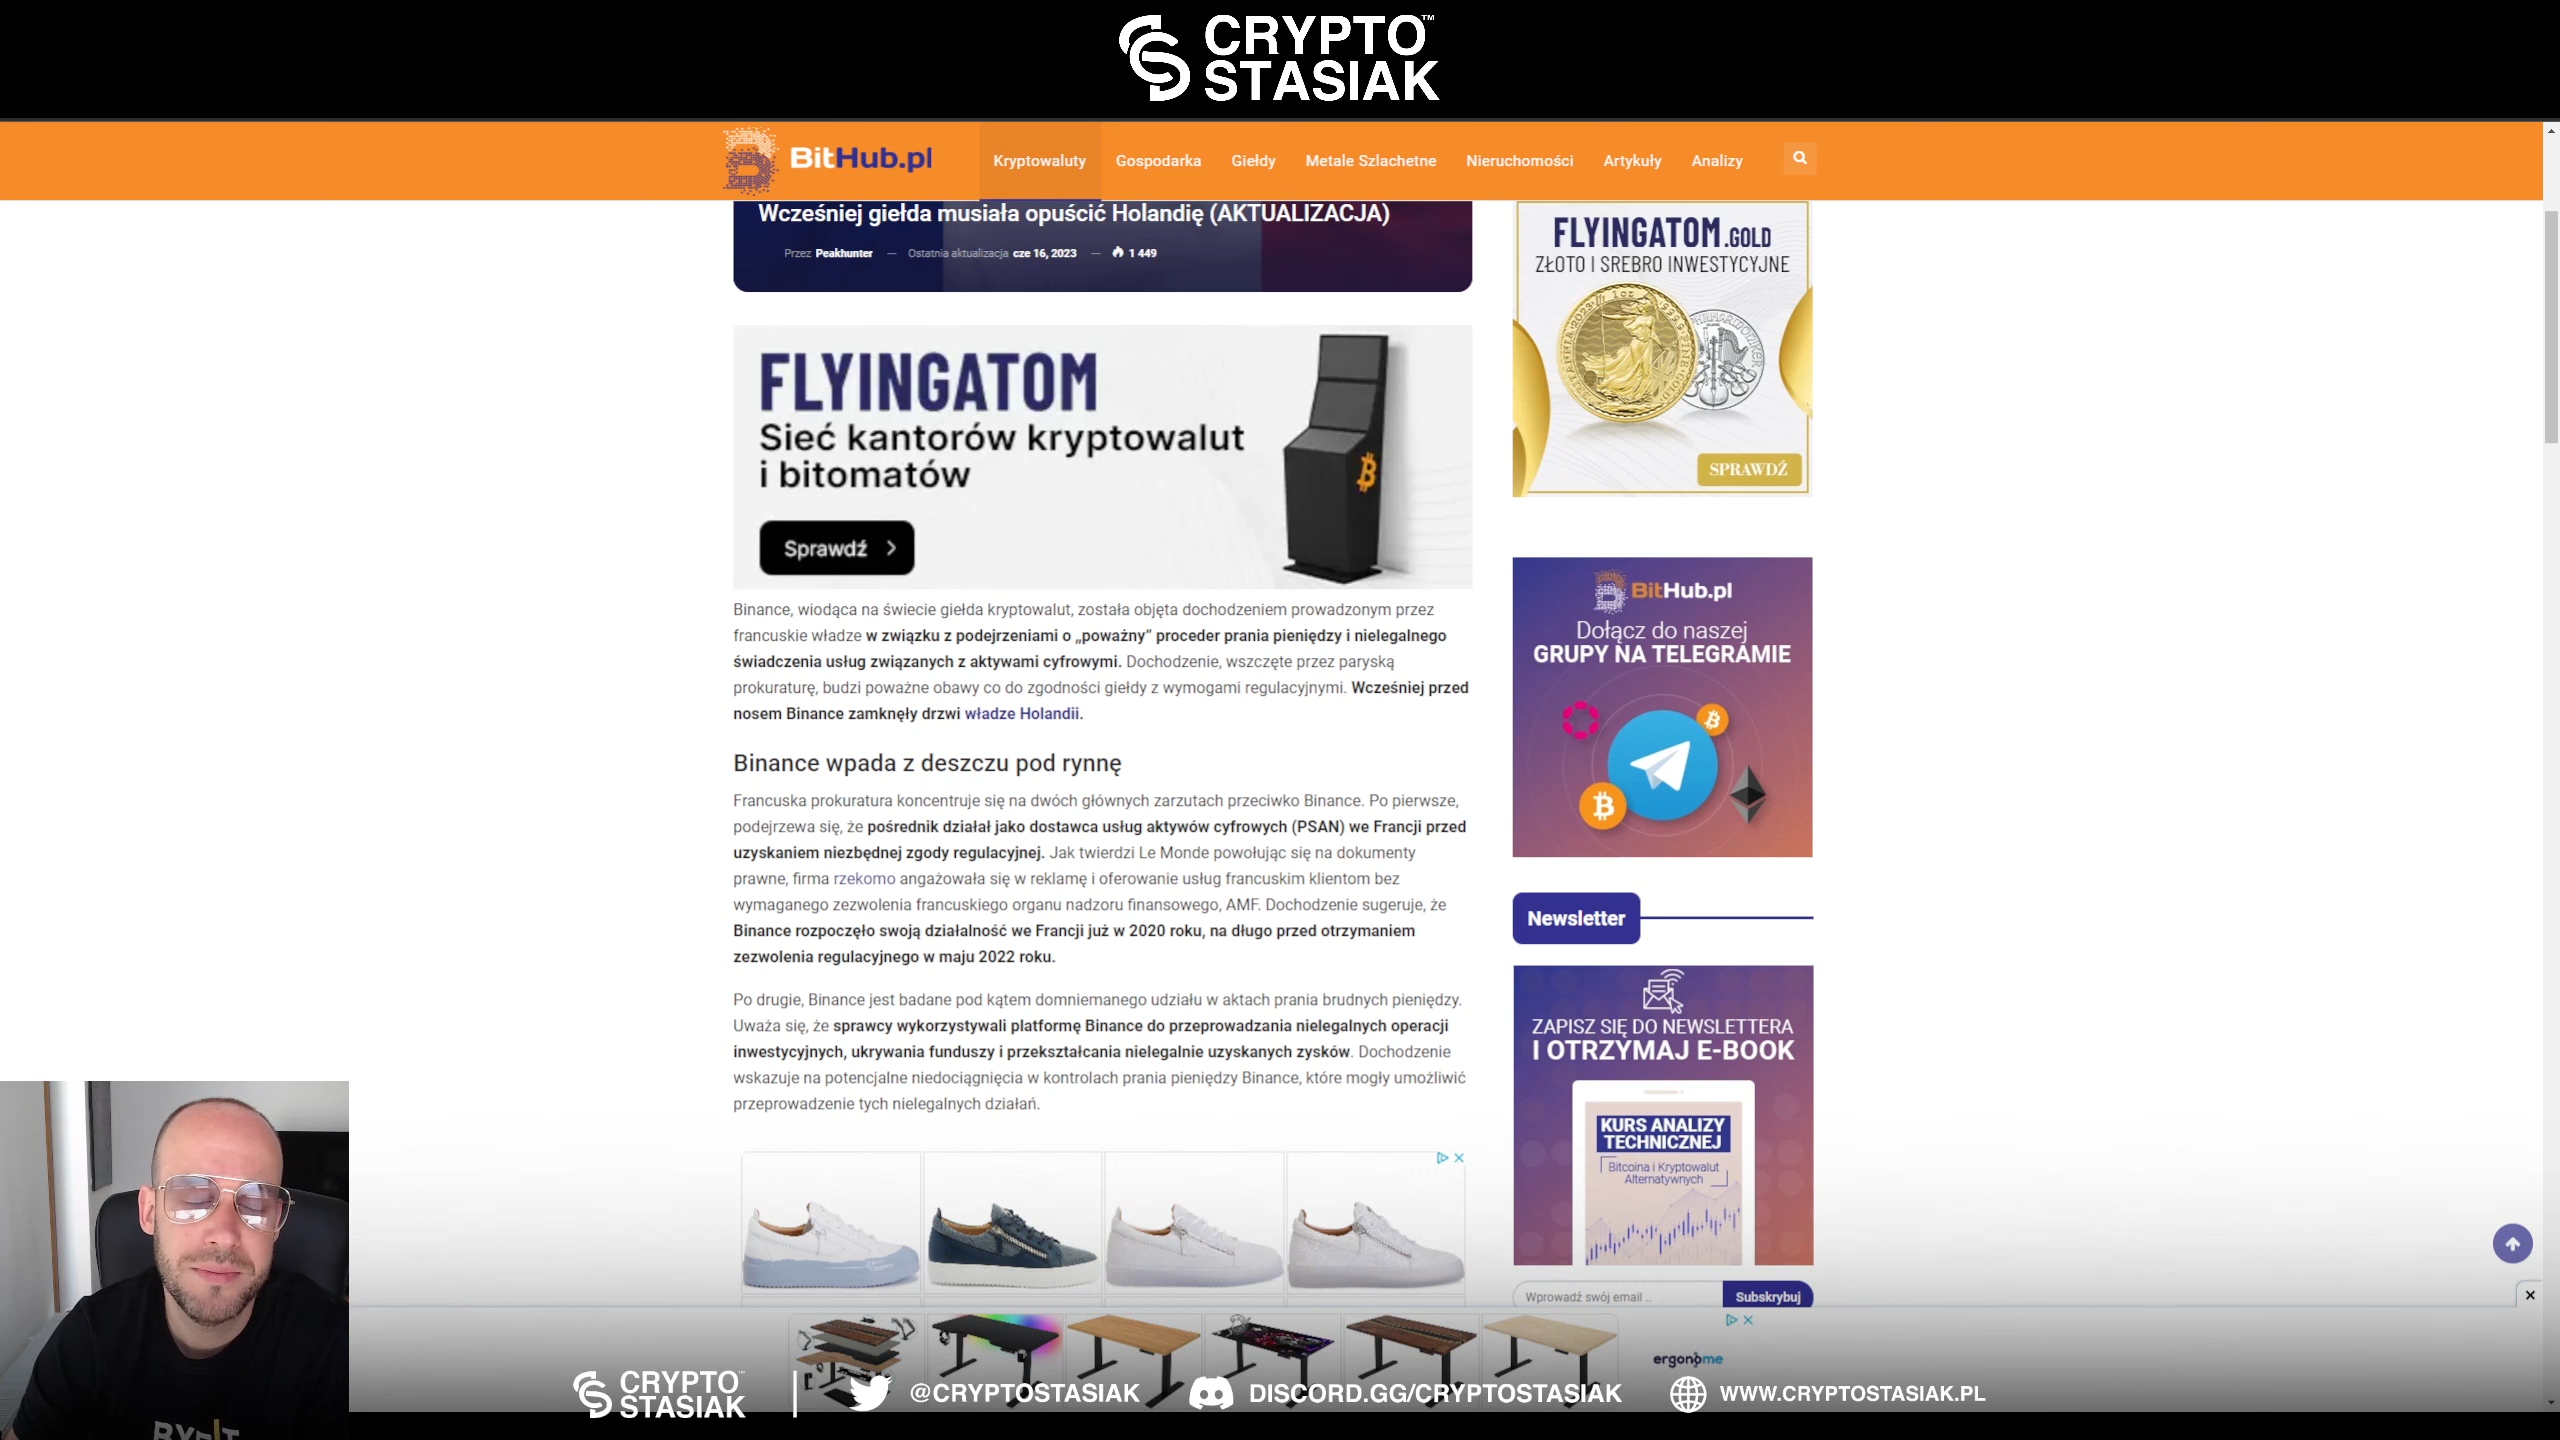 CRYPTO™
STASIAK
BitHub.pl
Kryptowaluty
Gospodarka
Giełdy
Metale Szlachetne
Nieruchomości
Artykuły
Analizy
Wcześniej giełda musiała opuścić Holandię (AKTUALIZACJA)
Przez Peakhunter — Ostatnia aktualizacja cze 16, 2023 — 1 449
FLYINGATOM
Sieć kantorów kryptowalut
i bitomatów
Sprawdź
Binance, wiodąca na świecie giełda kryptowalut, została objęta dochodzeniem prowadzonym przez
francuskie władze w związku z podejrzeniami o „poważny” proceder prania pieniędzy i nielegalnego
świadczenia usług związanych z aktywami cyfrowymi. Dochodzenie, wszczęte przez paryską
prokuraturę, budzi poważne obawy co do zgodności giełdy z wymogami regulacyjnymi. Wcześniej przed
nosem Binance zamknęły drzwi władze Holandii.
Binance wpada z deszczu pod rynnę
Francuska prokuratura koncentruje się na dwóch głównych zarzutach przeciwko Binance. Po pierwsze,
podejrzewa się, że pośrednik działał jako dostawca usług aktywów cyfrowych (PSAN) we Francji przed
uzyskaniem niezbędnej zgody regulacyjnej. Jak twierdzi Le Monde powołując się na dokumenty
prawne, firma rzekomo angażowała się w reklamę i oferowanie usług francuskim klientom bez
wymaganego zezwolenia francuskiego organu nadzoru finansowego, AMF. Dochodzenie sugeruje, że
Binance rozpoczęło swoją działalność we Francji już w 2020 roku, na długo przed otrzymaniem
zezwolenia regulacyjnego w maju 2022 roku.
Po drugie, Binance jest badane pod kątem domniemanego udziału w aktach prania brudnych pieniędzy.
Uważa się, że sprawcy wykorzystywali platformę Binance do przeprowadzania nielegalnych operacji
inwestycyjnych, ukrywania funduszy i przekształcania nielegalnie uzyskanych zysków. Dochodzenie
wskazuje na potencjalne niedociągnięcia w kontrolach prania pieniędzy Binance, które mogły umożliwić
przeprowadzenie tych nielegalnych działań.
FLYINGATOM.GOLD
ZŁOTO I SREBRO INWESTYCYJNE
SPRAWDŹ
BitHub.pl
Dołącz do naszej
GRUPY NA TELEGRAMIE
Newsletter
ZAPISZ SIĘ DO NEWSLETTERA
I OTRZYMAJ E-BOOK
KURS ANALIZY
TECHNICZNEJ
Bitcoina i Kryptowalut
Alternatywnych
Wprowadź swój email ..
Subskrybuj
ergonome
CRYPTO™
STASIAK
@CRYPTOSTASIAK
DISCORD.GG/CRYPTOSTASIAK
WWW.CRYPTOSTASIAK.PL